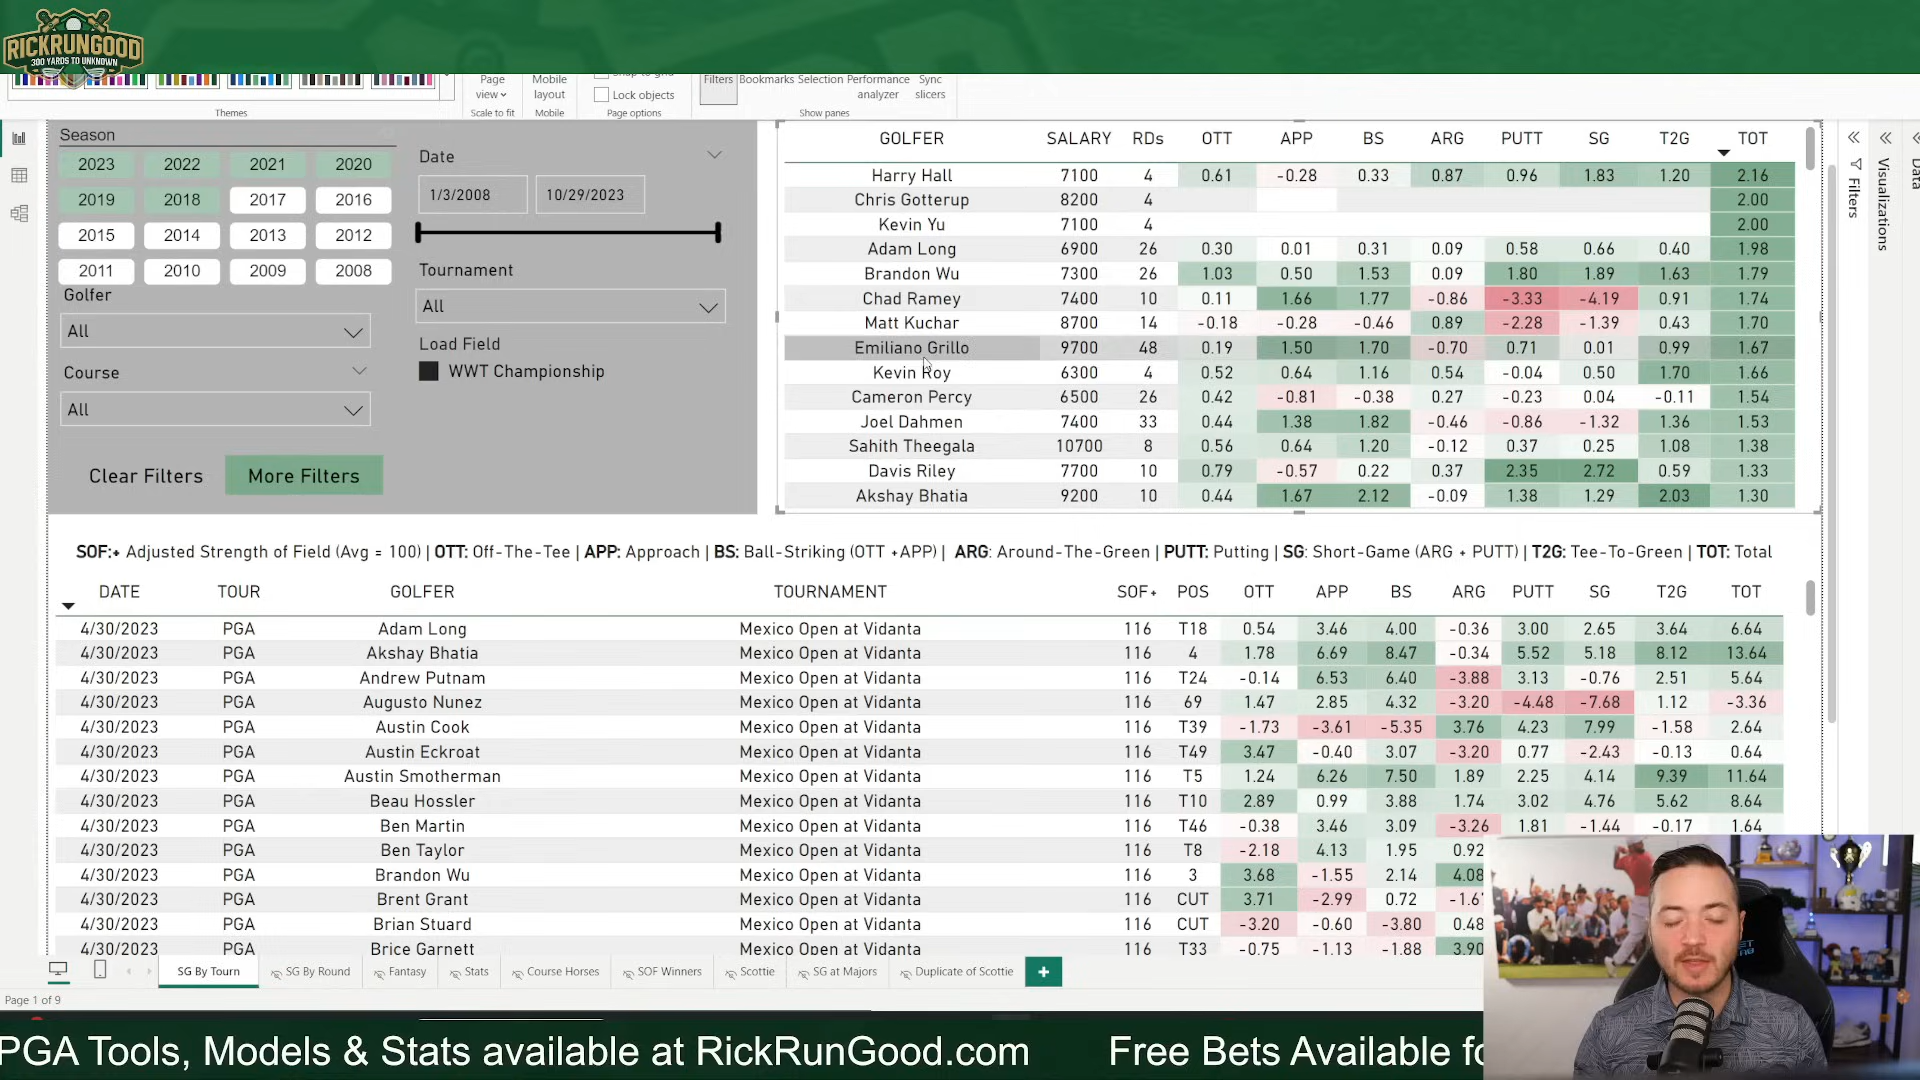 RICKRUNGOOD
300 YARDS TO UNKNOWN
Page view
Scale to fit
Mobile layout
Mobile
Lock objects
Page options
Filters
Bookmarks
Selection
Performance analyzer
Sync slicers
Show panes
Themes
Season
2023 2022 2021 2020
2019 2018 2017 2016
2015 2014 2013 2012
2011 2010 2009 2008
Golfer
All
Course
All
Clear Filters
More Filters
Date
1/3/2008 10/29/2023
Tournament
All
Load Field
WWT Championship
GOLFER SALARY RDs OTT APP BS ARG PUTT SG T2G TOT
Harry Hall 7100 4 0.61 -0.28 0.33 0.87 0.96 1.83 1.20 2.16
Chris Gotterup 8200 4 2.00
Kevin Yu 7100 4 2.00
Adam Long 6900 26 0.30 0.01 0.31 0.09 0.58 0.66 0.40 1.98
Brandon Wu 7300 26 1.03 0.50 1.53 0.09 1.80 1.89 1.63 1.79
Chad Ramey 7400 10 0.11 1.66 1.77 -0.86 -3.33 -4.19 0.91 1.74
Matt Kuchar 8700 14 -0.18 -0.28 -0.46 0.89 -2.28 -1.39 0.43 1.70
Emiliano Grillo 9700 48 0.19 1.50 1.70 -0.70 0.71 0.01 0.99 1.67
Kevin Roy 6300 4 0.52 0.64 1.16 0.54 -0.04 0.50 1.70 1.66
Cameron Percy 6500 26 0.42 -0.81 -0.38 0.27 -0.23 0.04 -0.11 1.54
Joel Dahmen 7400 33 0.44 1.38 1.82 -0.46 -0.86 -1.32 1.36 1.53
Sahith Theegala 10700 8 0.56 0.64 1.20 -0.12 0.37 0.25 1.08 1.38
Davis Riley 7700 10 0.79 -0.57 0.22 0.37 2.35 2.72 0.59 1.33
Akshay Bhatia 9200 10 0.44 1.67 2.12 -0.09 1.38 1.29 2.03 1.30
Filters
Visualizations
Data
SOF:+ Adjusted Strength of Field (Avg = 100) | OTT: Off-The-Tee | APP: Approach | BS: Ball-Striking (OTT +APP) | ARG: Around-The-Green | PUTT: Putting | SG: Short-Game (ARG + PUTT) | T2G: Tee-To-Green | TOT: Total
DATE TOUR GOLFER TOURNAMENT SOF+ POS OTT APP BS ARG PUTT SG T2G TOT
4/30/2023 PGA Adam Long Mexico Open at Vidanta 116 T18 0.54 3.46 4.00 -0.36 3.00 2.65 3.64 6.64
4/30/2023 PGA Akshay Bhatia Mexico Open at Vidanta 116 4 1.78 6.69 8.47 -0.34 5.52 5.18 8.12 13.64
4/30/2023 PGA Andrew Putnam Mexico Open at Vidanta 116 T24 -0.14 6.53 6.40 -3.88 3.13 -0.76 2.51 5.64
4/30/2023 PGA Augusto Nunez Mexico Open at Vidanta 116 69 1.47 2.85 4.32 -3.20 -4.48 -7.68 1.12 -3.36
4/30/2023 PGA Austin Cook Mexico Open at Vidanta 116 T39 -1.73 -3.61 -5.35 3.76 4.23 7.99 -1.58 2.64
4/30/2023 PGA Austin Eckroat Mexico Open at Vidanta 116 T49 3.47 -0.40 3.07 -3.20 0.77 -2.43 -0.13 0.64
4/30/2023 PGA Austin Smotherman Mexico Open at Vidanta 116 T5 1.24 6.26 7.50 1.89 2.25 4.14 9.39 11.64
4/30/2023 PGA Beau Hossler Mexico Open at Vidanta 116 T10 2.89 0.99 3.88 1.74 3.02 4.76 5.62 8.64
4/30/2023 PGA Ben Martin Mexico Open at Vidanta 116 T46 -0.38 3.46 3.09 -3.26 1.81 -1.44 -0.17 1.64
4/30/2023 PGA Ben Taylor Mexico Open at Vidanta 116 T8 -2.18 4.13 1.95 0.92
4/30/2023 PGA Brandon Wu Mexico Open at Vidanta 116 3 3.68 -1.55 2.14 4.08
4/30/2023 PGA Brent Grant Mexico Open at Vidanta 116 CUT 3.71 -2.99 0.72
4/30/2023 PGA Brian Stuard Mexico Open at Vidanta 116 CUT -3.20 -0.60 -3.80 0.48
4/30/2023 PGA Brice Garnett Mexico Open at Vidanta 116 T33 -0.75 -1.13 -1.88 3.90
SG By Tourn SG By Round Fantasy Stats Course Horses SOF Winners Scottie SG at Majors Duplicate of Scottie +
Page 1 of 9
PGA Tools, Models & Stats available at RickRunGood.com Free Bets Available